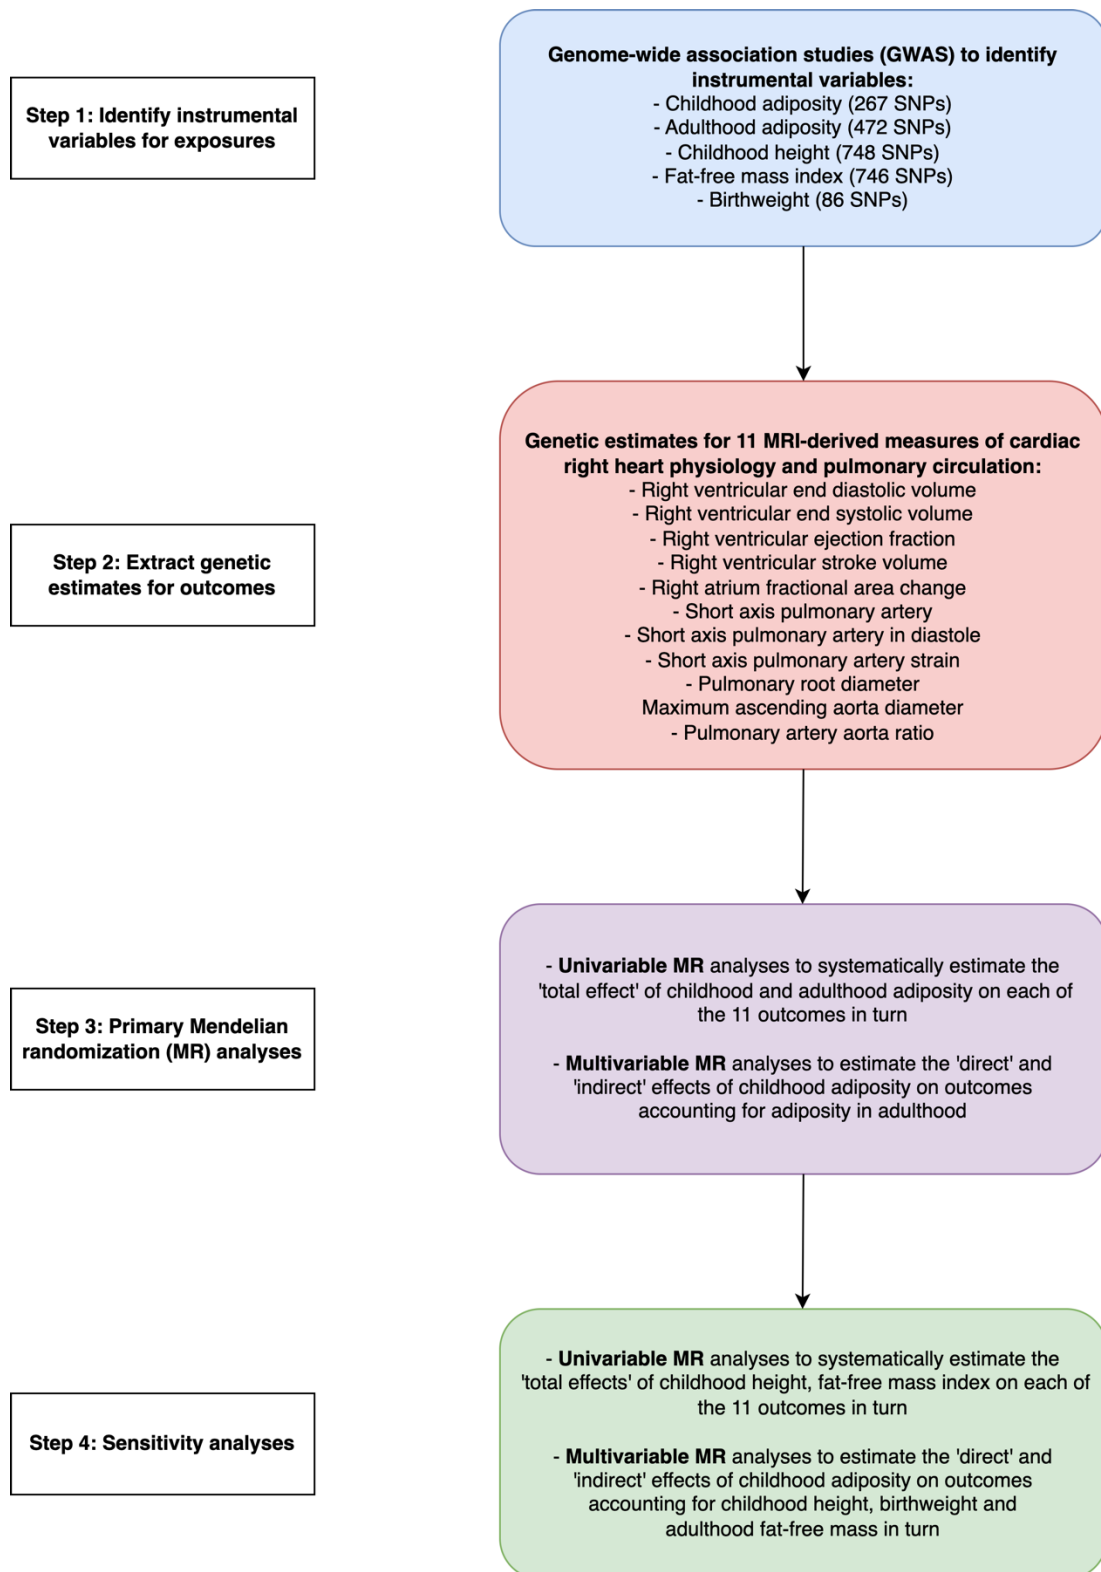 Step 1: Identify instrumental
variables for exposures
Genome-wide association studies (GWAS) to identify
instrumental variables:
- Childhood adiposity (267 SNPs)
- Adulthood adiposity (472 SNPs)
- Childhood height (748 SNPs)
- Fat-free mass index (746 SNPs)
- Birthweight (86 SNPs)
Step 2: Extract genetic
estimates for outcomes
Genetic estimates for 11 MRI-derived measures of cardiac
right heart physiology and pulmonary circulation:
- Right ventricular end diastolic volume
- Right ventricular end systolic volume
- Right ventricular ejection fraction
- Right ventricular stroke volume
- Right atrium fractional area change
- Short axis pulmonary artery
- Short axis pulmonary artery in diastole
- Short axis pulmonary artery strain
- Pulmonary root diameter
Maximum ascending aorta diameter
- Pulmonary artery aorta ratio
Step 3: Primary Mendelian
randomization (MR) analyses
- Univariable MR analyses to systematically estimate the
'total effect' of childhood and adulthood adiposity on each of
the 11 outcomes in turn
- Multivariable MR analyses to estimate the 'direct' and
'indirect' effects of childhood adiposity on outcomes
accounting for adiposity in adulthood
Step 4: Sensitivity analyses
- Univariable MR analyses to systematically estimate the
'total effects' of childhood height, fat-free mass index on each of
the 11 outcomes in turn
- Multivariable MR analyses to estimate the 'direct' and
'indirect' effects of childhood adiposity on outcomes
accounting for childhood height, birthweight and
adulthood fat-free mass in turn